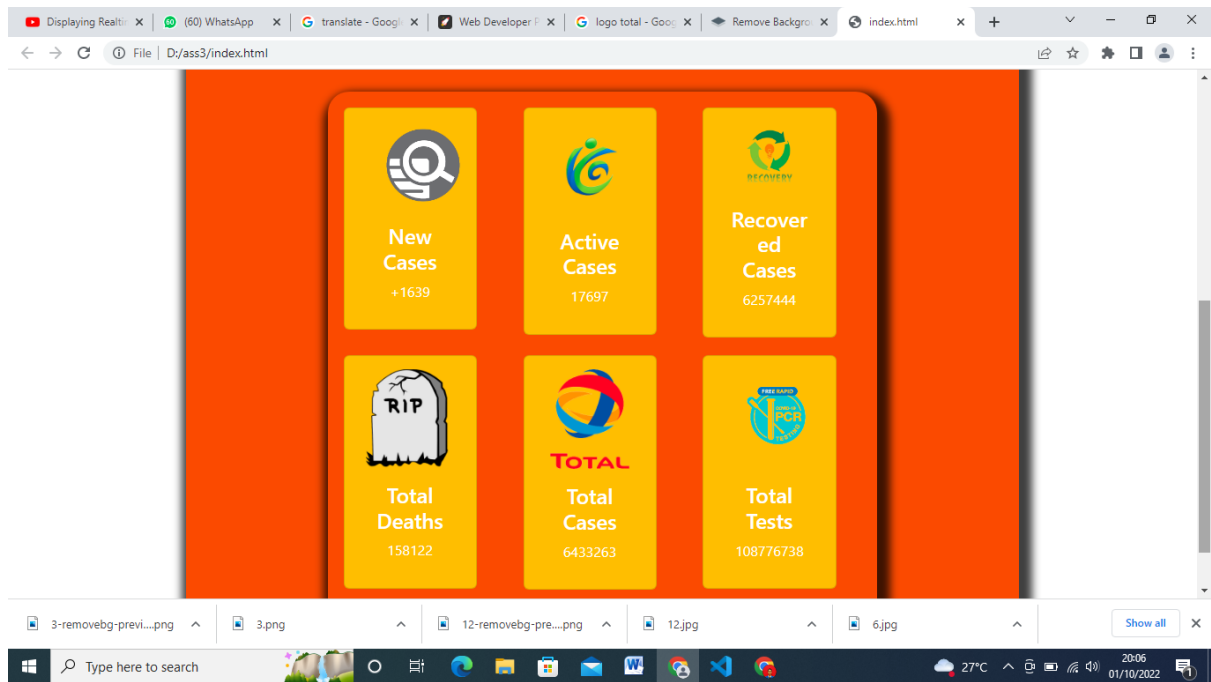 Displaying Realti
(60) WhatsApp
translate - Googl
Web Developer P
logo total - Goog
Remove Backgro
index.html
File | D:/ass3/index.html
New
Cases
+1639
Active
Cases
17697
RECOVERY
Recover
ed
Cases
6257444
RIP
Total
Deaths
158122
TOTAL
Total
Cases
6433263
FREE RAPID
COVID-19
PCR
TESTING
Total
Tests
108776738
3-removebg-previ....png
3.png
12-removebg-pre....png
12.jpg
6.jpg
Show all
Type here to search
27°C
20:06
01/10/2022